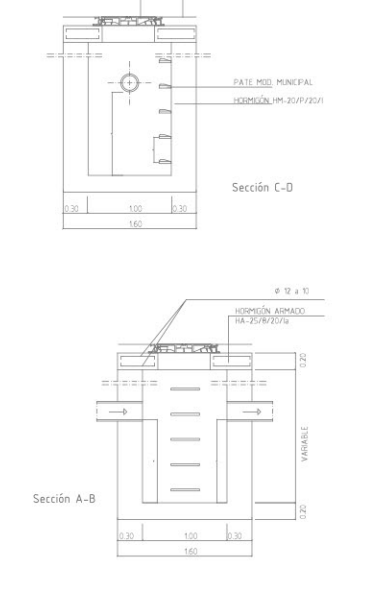 PATE MOD. MUNICIPAL
HORMIGÓN HM-20/P/20/I
Sección C-D
0.30 1.00 0.30
1.60
Φ 12 a 10
HORMIGÓN ARMADO
HA-25/B/20/IIa
0.20
VARIABLE
0.20
Sección A-B
0.30 1.00 0.30
1.60